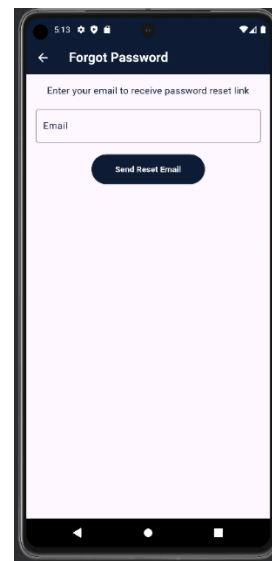 5:13
Forgot Password
Enter your email to receive password reset link
Email
Send Reset Email